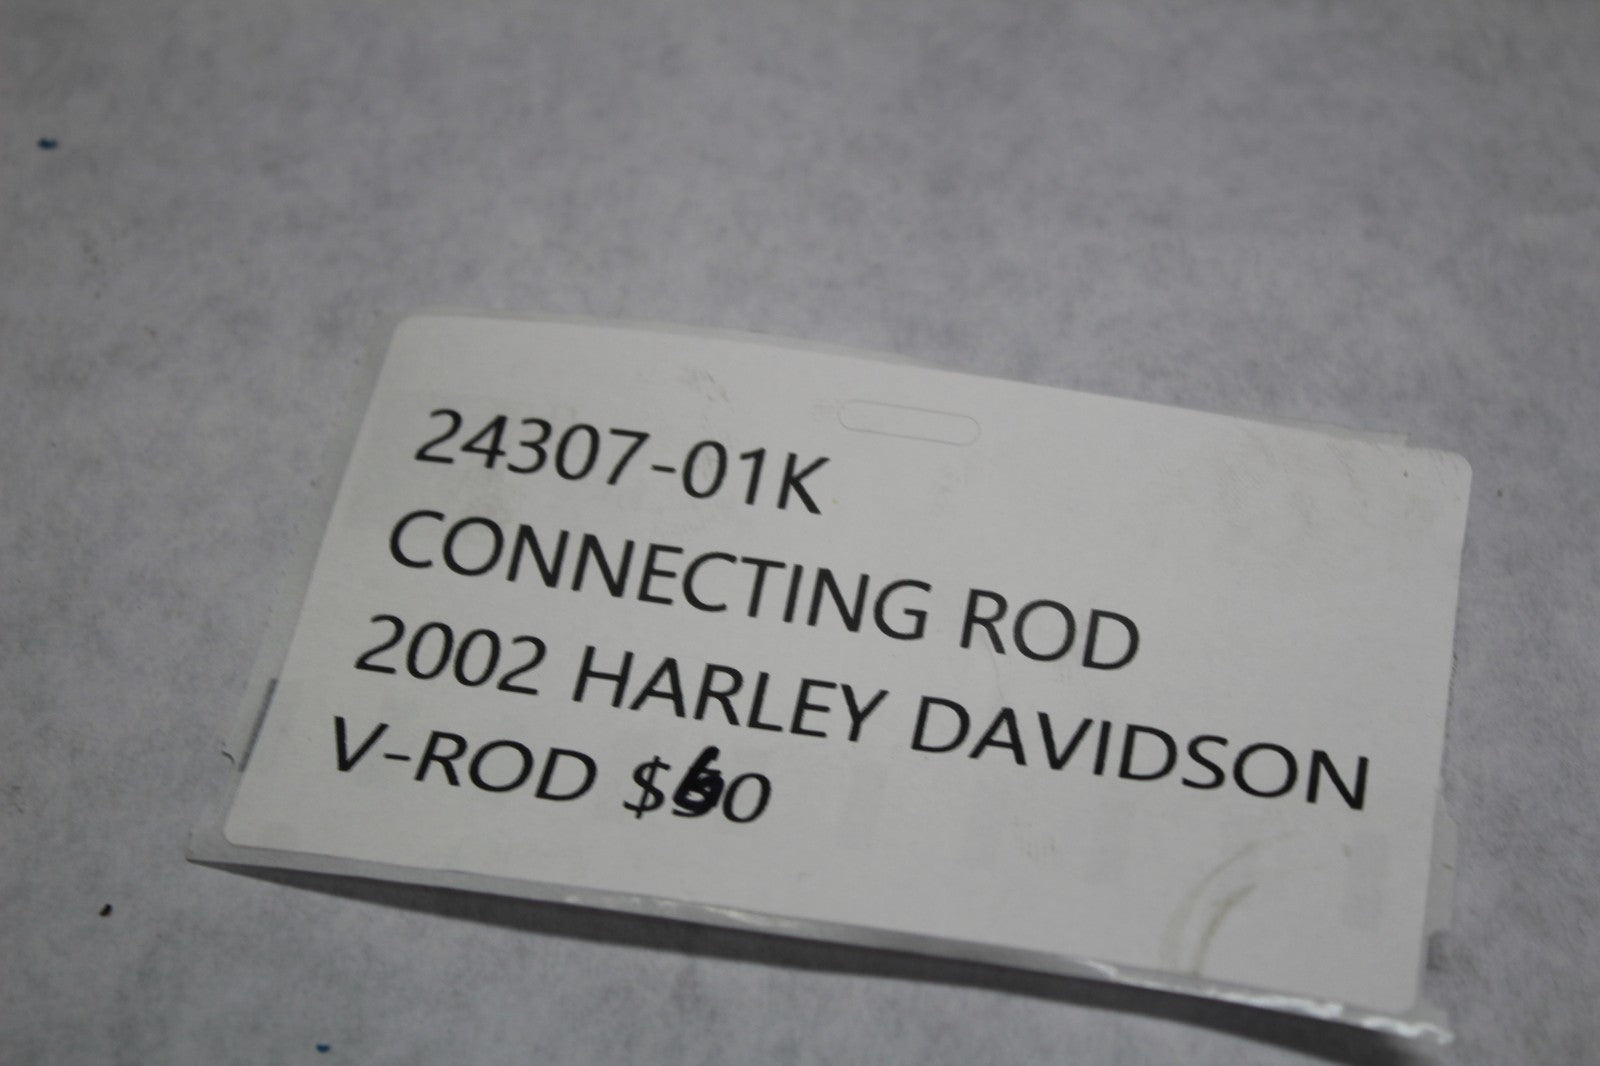 24307-01K
CONNECTING ROD
2002 HARLEY DAVIDSON
V-ROD $60